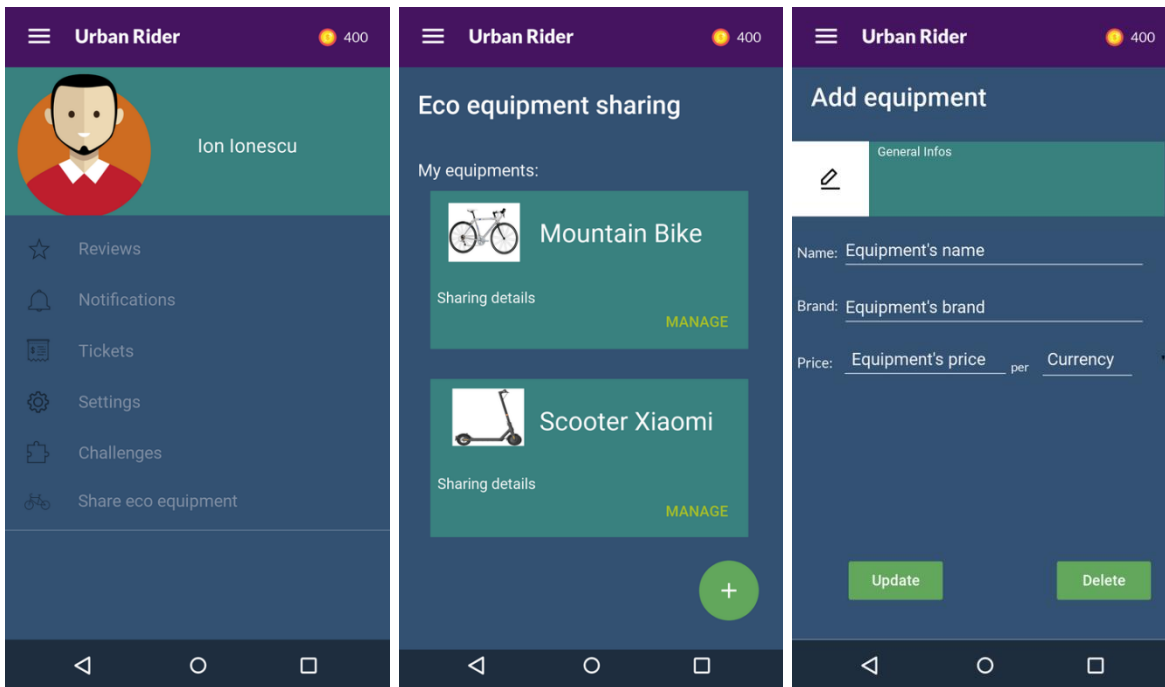 Urban Rider 400
Ion Ionescu
Reviews
Notifications
Tickets
Settings
Challenges
Share eco equipment
Urban Rider 400
Eco equipment sharing
My equipments:
Mountain Bike
Sharing details
MANAGE
Scooter Xiaomi
Sharing details
MANAGE
+
Urban Rider 400
Add equipment
General Infos
Name: Equipment's name
Brand: Equipment's brand
Price: Equipment's price per Currency
Update Delete